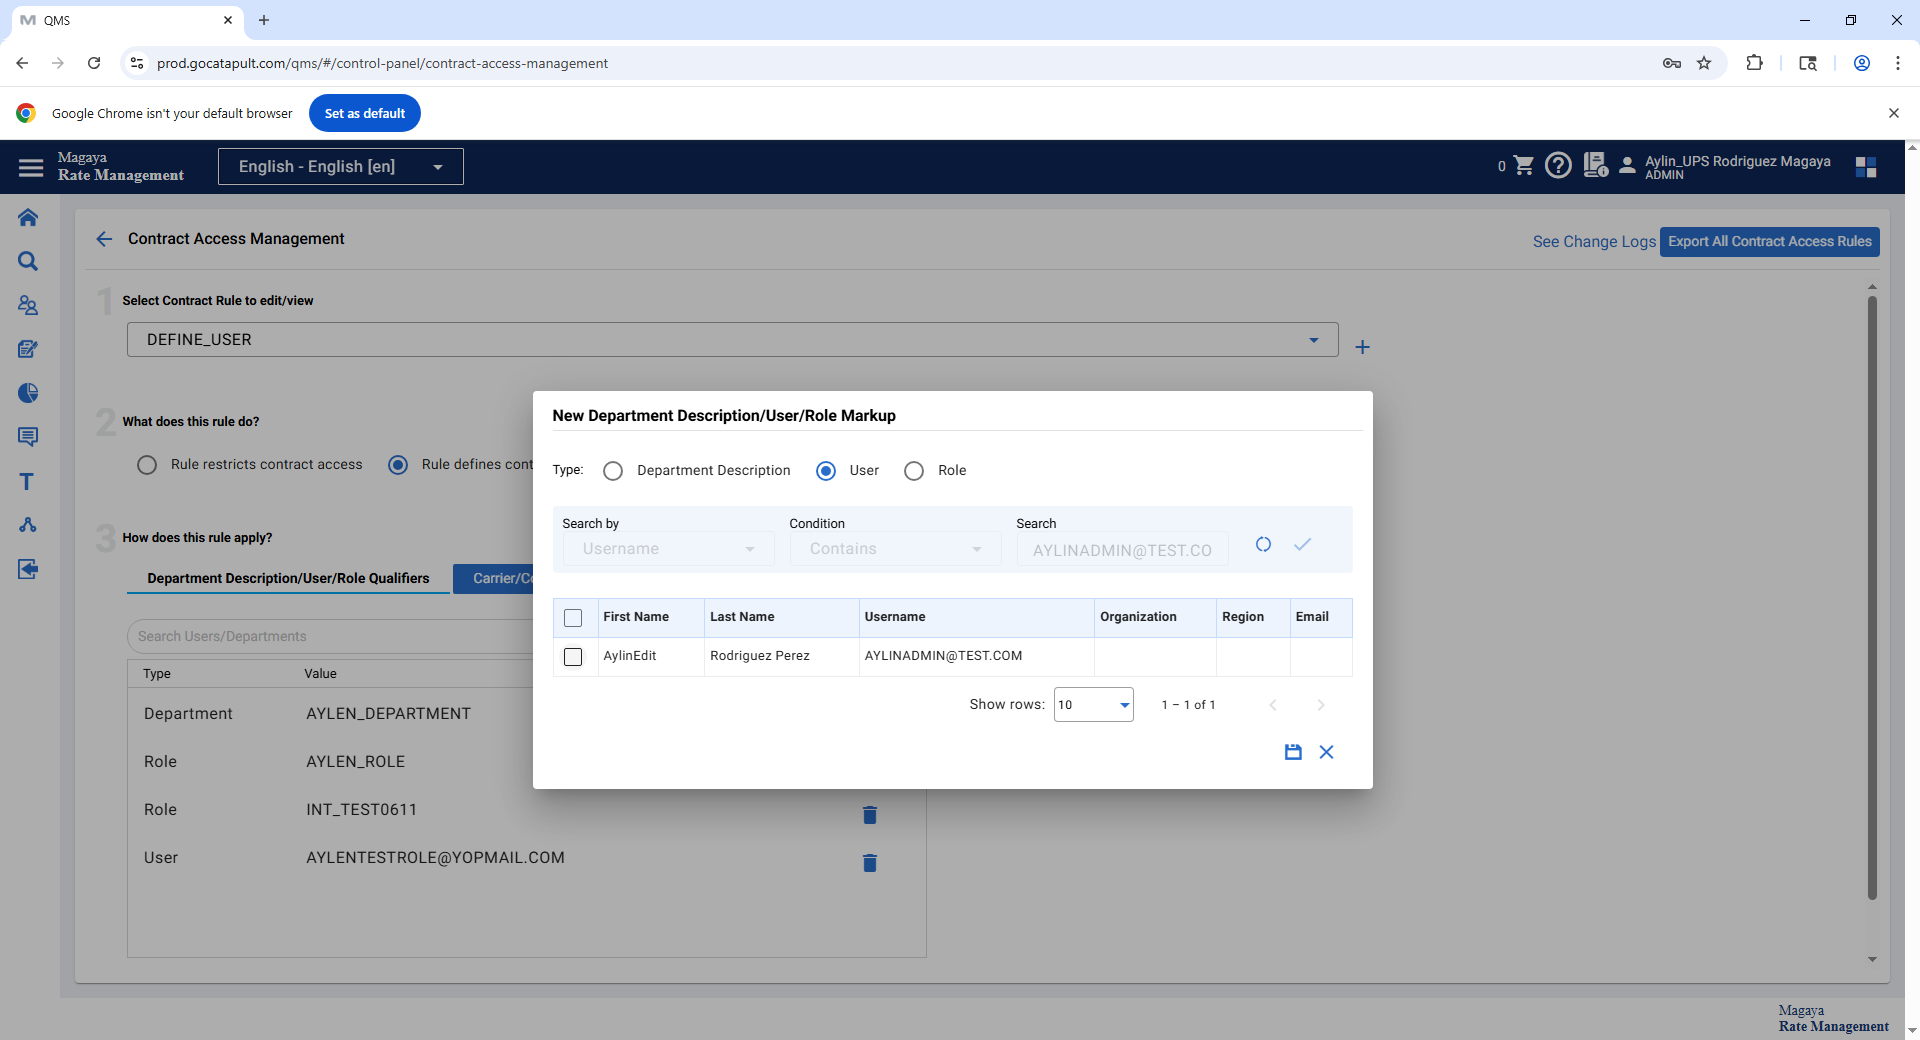 QMS
prod.gocatapult.com/qms/#/control-panel/contract-access-management
Google Chrome isn't your default browser
Set as default
Magaya
Rate Management
English - English [en]
0
Aylin_UPS Rodriguez Magaya
ADMIN
Contract Access Management
See Change Logs
Export All Contract Access Rules
1
Select Contract Rule to edit/view
DEFINE_USER
2
What does this rule do?
Rule restricts contract access
Rule defines cont
3
How does this rule apply?
Department Description/User/Role Qualifiers
Carrier/Co
Search Users/Departments
Type
Value
Department
AYLEN_DEPARTMENT
Role
AYLEN_ROLE
Role
INT_TEST0611
User
AYLENTESTROLE@YOPMAIL.COM
New Department Description/User/Role Markup
Type:
Department Description
User
Role
Search by
Condition
Search
Username
Contains
AYLINADMIN@TEST.CO
First Name
Last Name
Username
Organization
Region
Email
AylinEdit
Rodriguez Perez
AYLINADMIN@TEST.COM
Show rows:
10
1 – 1 of 1
Magaya
Rate Management